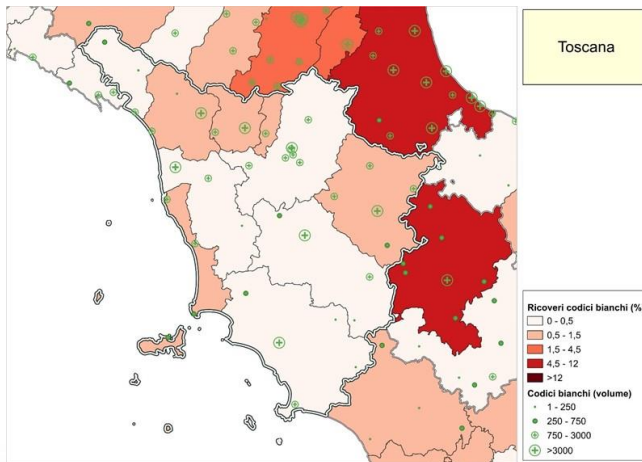 Toscana
Ricoveri codici bianchi (%
0 - 0,5
0,5 - 1,5
1,5 - 4,5
4,5 - 12
>12
Codici bianchi (volume)
1 - 250
250 - 750
750 - 3000
>3000